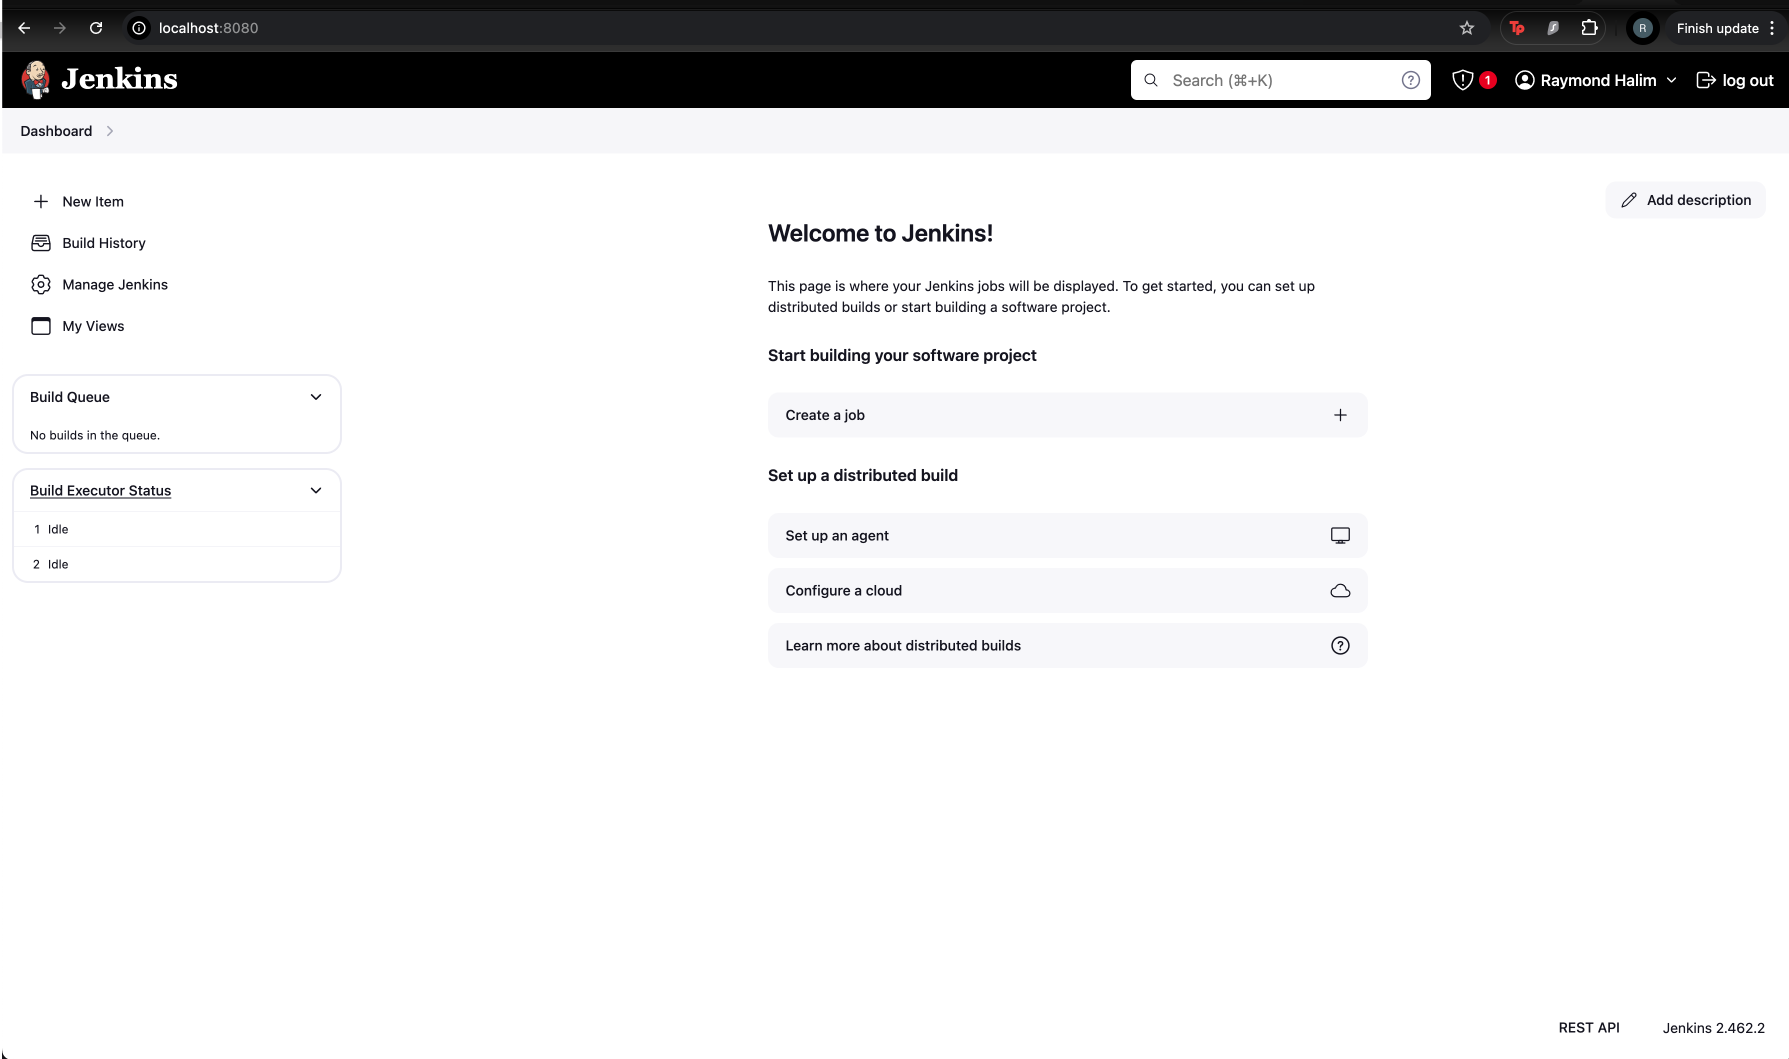 localhost:8080
Tp
R
Finish update
Jenkins
Search (⌘+K)
?
1
Raymond Halim
log out
Dashboard
New Item
Build History
Manage Jenkins
My Views
Build Queue
No builds in the queue.
Build Executor Status
1 Idle
2 Idle
Add description
Welcome to Jenkins!
This page is where your Jenkins jobs will be displayed. To get started, you can set up
distributed builds or start building a software project.
Start building your software project
Create a job
Set up a distributed build
Set up an agent
Configure a cloud
Learn more about distributed builds
?
REST API
Jenkins 2.462.2